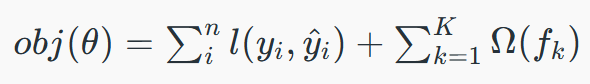 obj(θ) = ∑ᵢⁿ l(yᵢ, ŷᵢ) + ∑ₖ₌₁ᴷ Ω(fₖ)